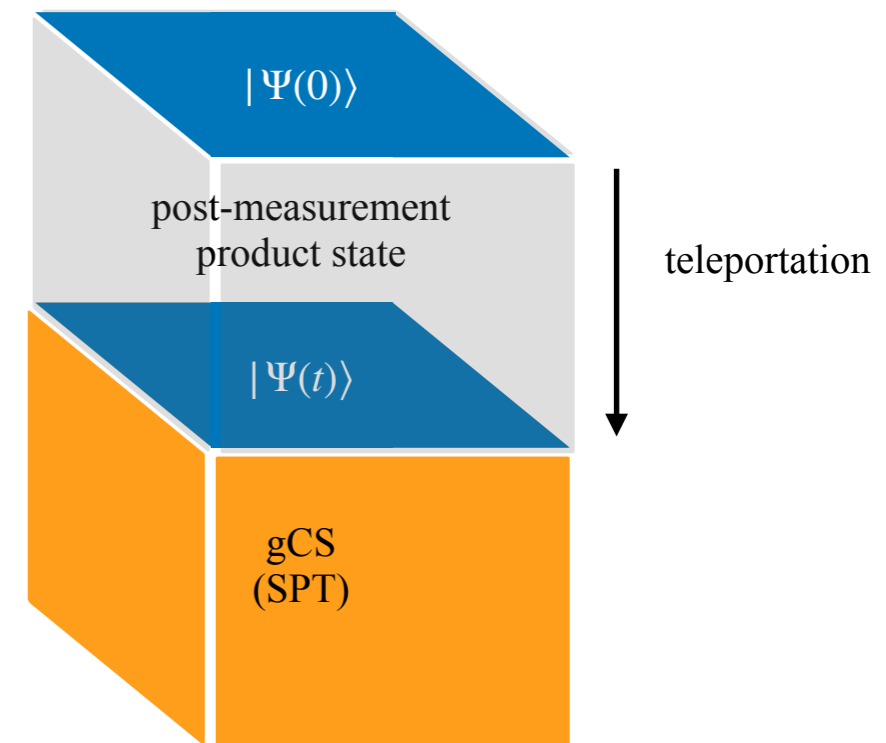 |Ψ(0)⟩
post-measurement
product state
teleportation
|Ψ(t)⟩
gCS
(SPT)